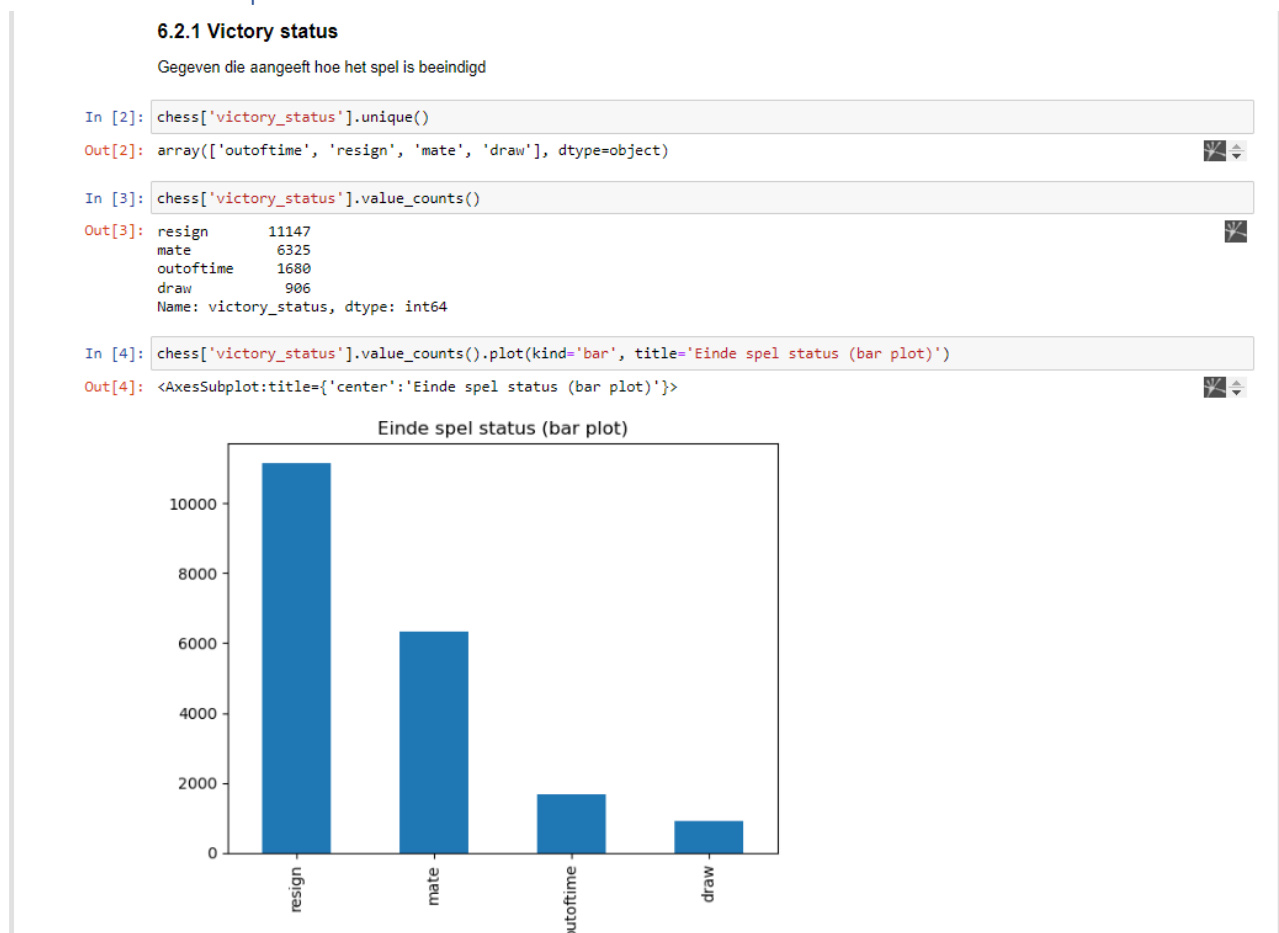 6.2.1 Victory status
Gegeven die aangeeft hoe het spel is beeindigd
In [2]: chess['victory_status'].unique()
Out[2]: array(['outoftime', 'resign', 'mate', 'draw'], dtype=object)
In [3]: chess['victory_status'].value_counts()
Out[3]: resign 11147
mate 6325
outoftime 1680
draw 906
Name: victory_status, dtype: int64
In [4]: chess['victory_status'].value_counts().plot(kind='bar', title='Einde spel status (bar plot)')
Out[4]: <AxesSubplot:title={'center':'Einde spel status (bar plot)'}>
Einde spel status (bar plot)
10000
8000
6000
4000
2000
0
resign
mate
outoftime
draw